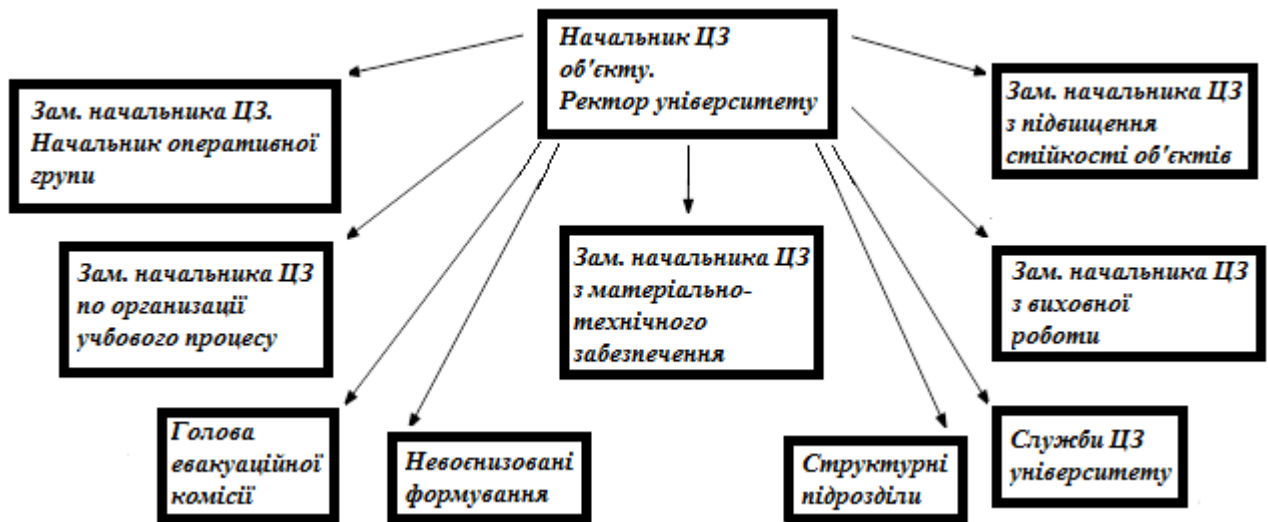 Начальник ЦЗ
об'єкту.
Ректор університету
Зам. начальника ЦЗ.
Начальник оперативної
групи
Зам. начальника ЦЗ
з підвищення
стійкості об'єктів
Зам. начальника ЦЗ
по организації
учбового процесу
Зам. начальника ЦЗ
з матеріально-
технічного
забезпечення
Зам. начальника ЦЗ
з виховної
роботи
Голова
евакуаційної
комісії
Невоєнизовані
формування
Структурні
підрозділи
Служби ЦЗ
університету